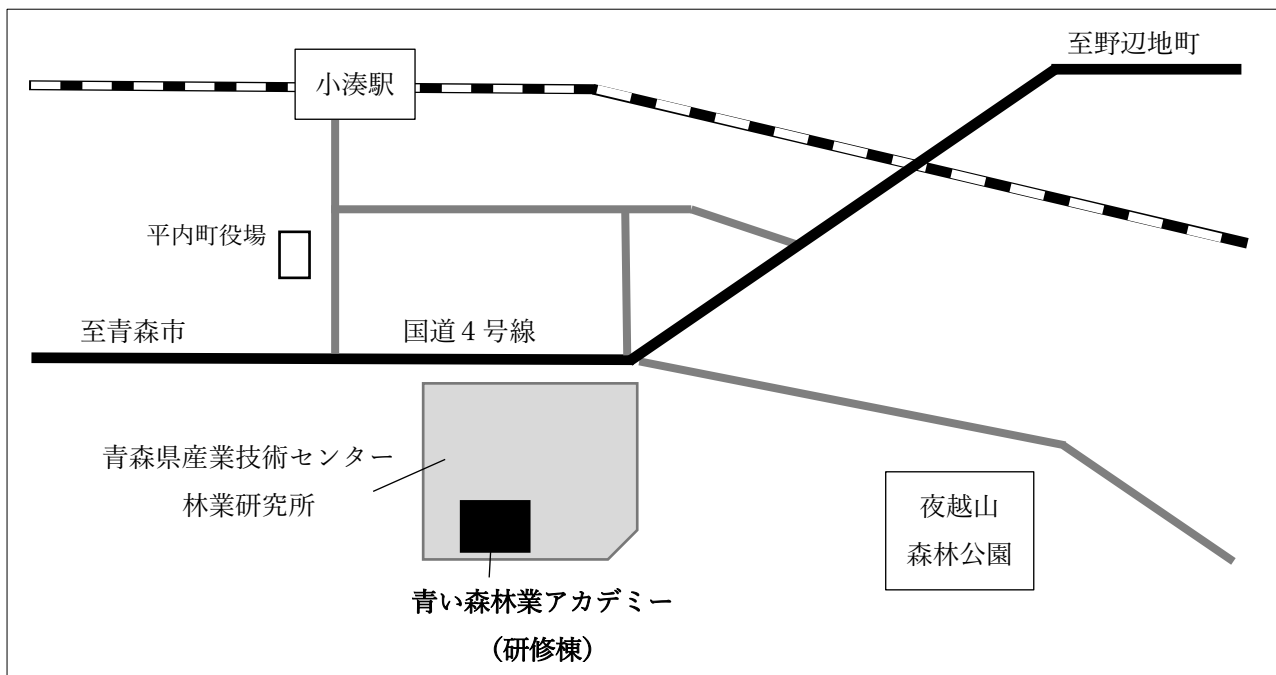 至野辺地町
小湊駅
平内町役場
至青森市
国道４号線
青森県産業技術センター
林業研究所
夜越山
森林公園
青い森林業アカデミー
（研修棟）